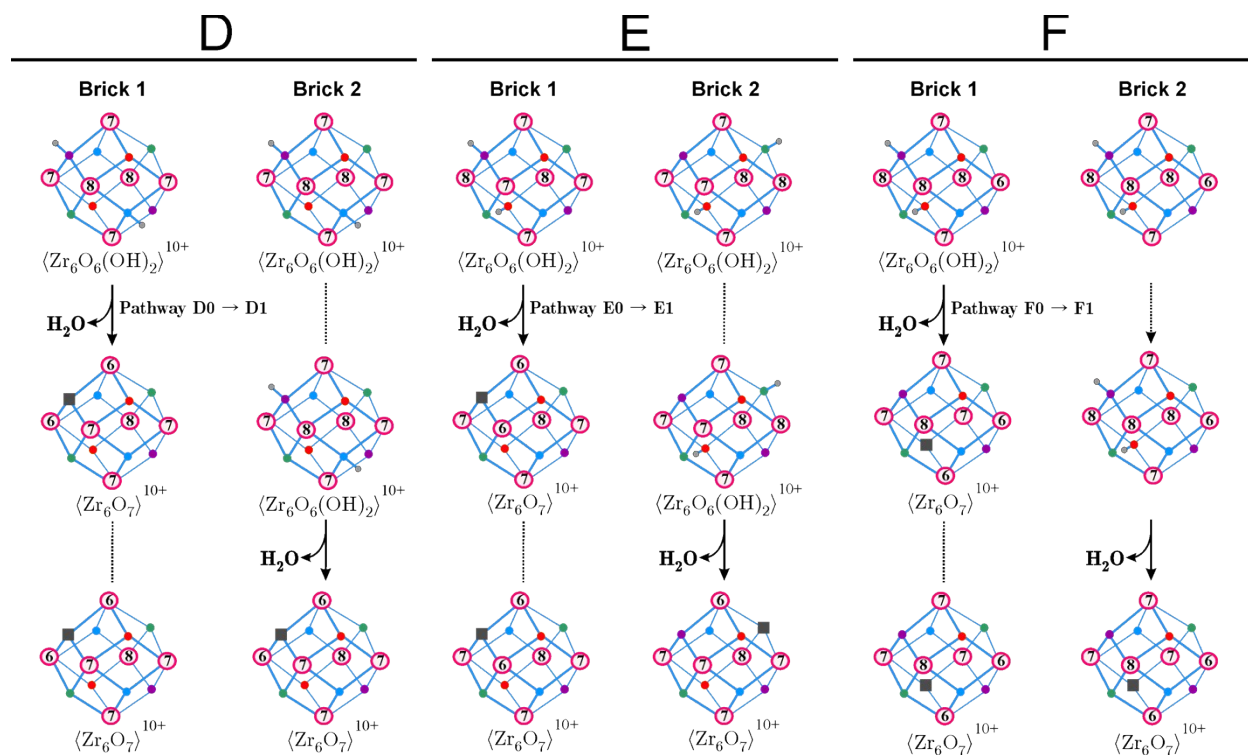 D E F
Brick 1 Brick 2 Brick 1 Brick 2 Brick 1 Brick 2
7 7 7 7 7 7
7 8 8 7 7 8 8 7 8 7 8 7 7 7 8 8 8 8 8 6 8 8 8 6
7 7 7 7 7 7
⟨Zr₆O₆(OH)₂⟩¹⁰⁺ ⟨Zr₆O₆(OH)₂⟩¹⁰⁺ ⟨Zr₆O₆(OH)₂⟩¹⁰⁺ ⟨Zr₆O₆(OH)₂⟩¹⁰⁺ ⟨Zr₆O₆(OH)₂⟩¹⁰⁺
Pathway D0 → D1 Pathway E0 → E1 Pathway F0 → F1
H₂O H₂O H₂O
6 7 6 7 7 7
6 7 8 7 7 8 8 7 7 6 8 7 7 7 8 8 7 8 7 6 8 8 8 6
7 7 7 7 6 7
⟨Zr₆O₇⟩¹⁰⁺ ⟨Zr₆O₆(OH)₂⟩¹⁰⁺ ⟨Zr₆O₇⟩¹⁰⁺ ⟨Zr₆O₆(OH)₂⟩¹⁰⁺ ⟨Zr₆O₇⟩¹⁰⁺
H₂O H₂O H₂O
6 6 6 7 7 7
6 7 8 7 6 7 8 7 7 6 8 7 7 7 8 7 7 8 7 6 7 8 7 6
7 7 7 7 6 6
⟨Zr₆O₇⟩¹⁰⁺ ⟨Zr₆O₇⟩¹⁰⁺ ⟨Zr₆O₇⟩¹⁰⁺ ⟨Zr₆O₇⟩¹⁰⁺ ⟨Zr₆O₇⟩¹⁰⁺ ⟨Zr₆O₇⟩¹⁰⁺